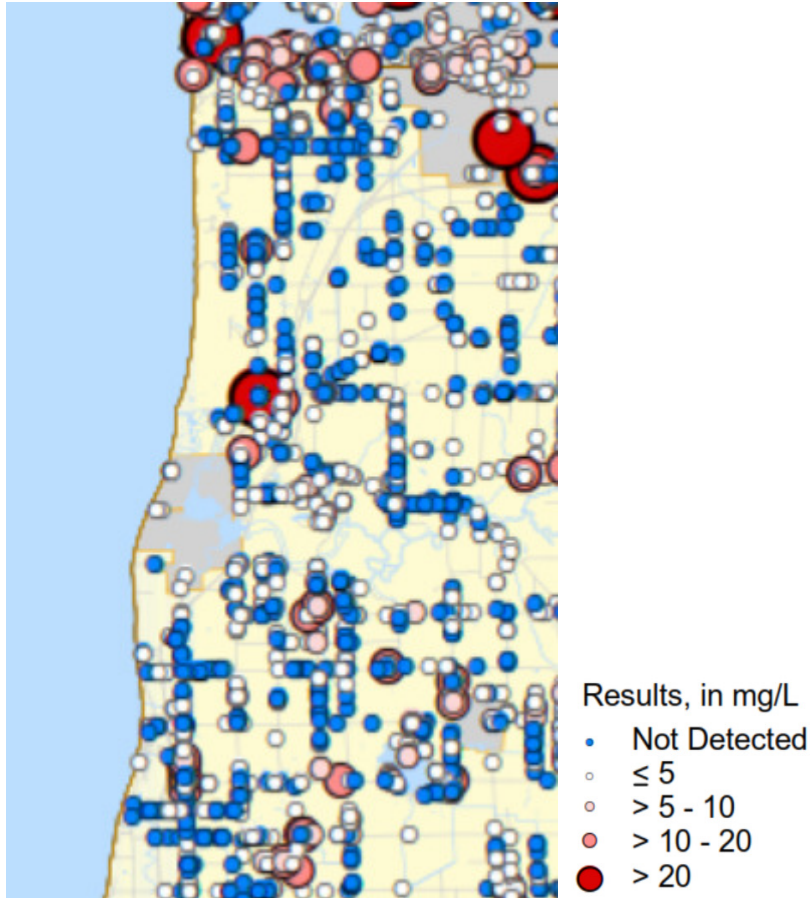 Results, in mg/L
Not Detected
≤ 5
> 5 - 10
> 10 - 20
> 20